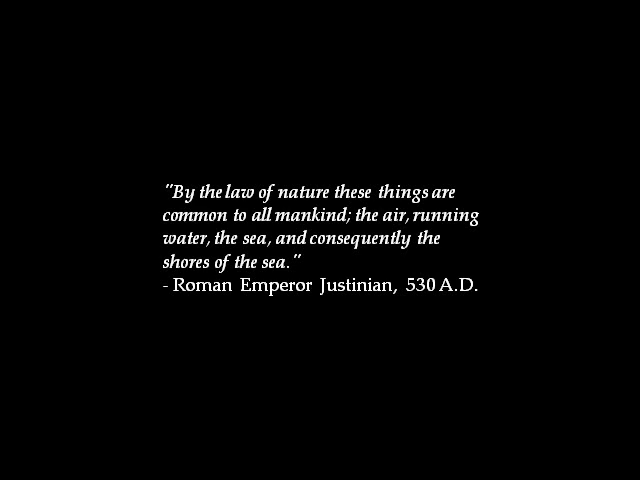 "By the law of nature these things are
common to all mankind; the air, running
water, the sea, and consequently the
shores of the sea."
- Roman Emperor Justinian, 530 A.D.